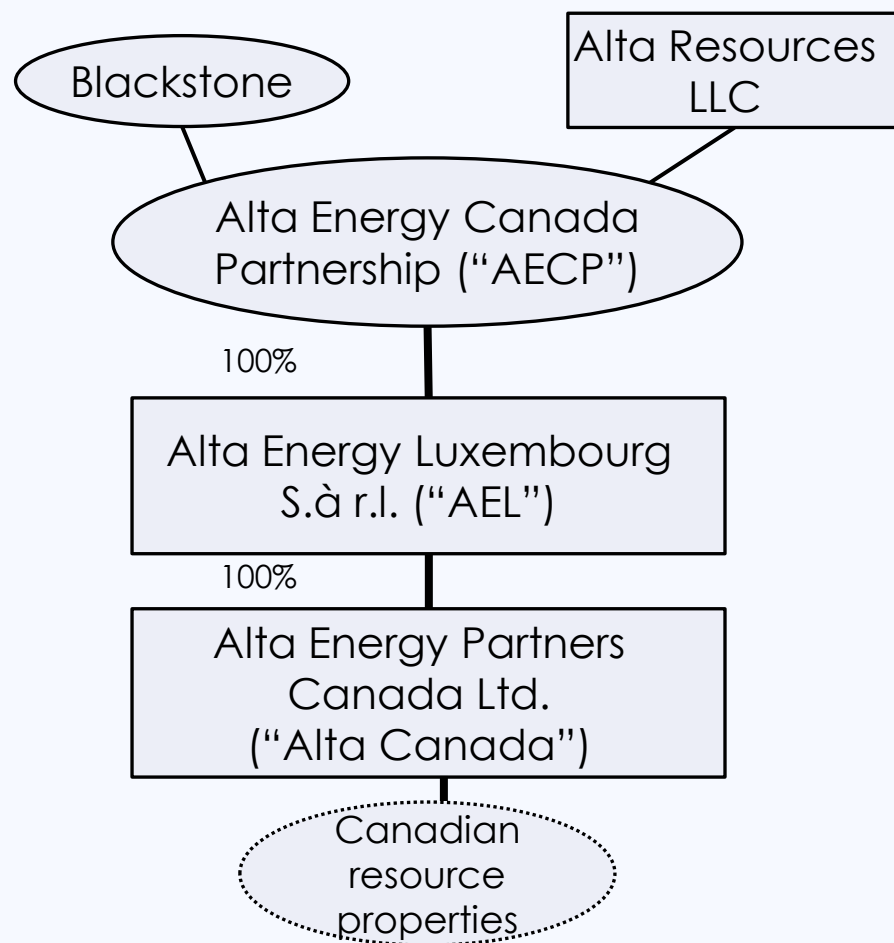 Blackstone
Alta Resources
LLC
Alta Energy Canada
Partnership (“AECP”)
100%
Alta Energy Luxembourg
S.à r.l. (“AEL”)
100%
Alta Energy Partners
Canada Ltd.
(“Alta Canada”)
Canadian
resource
properties